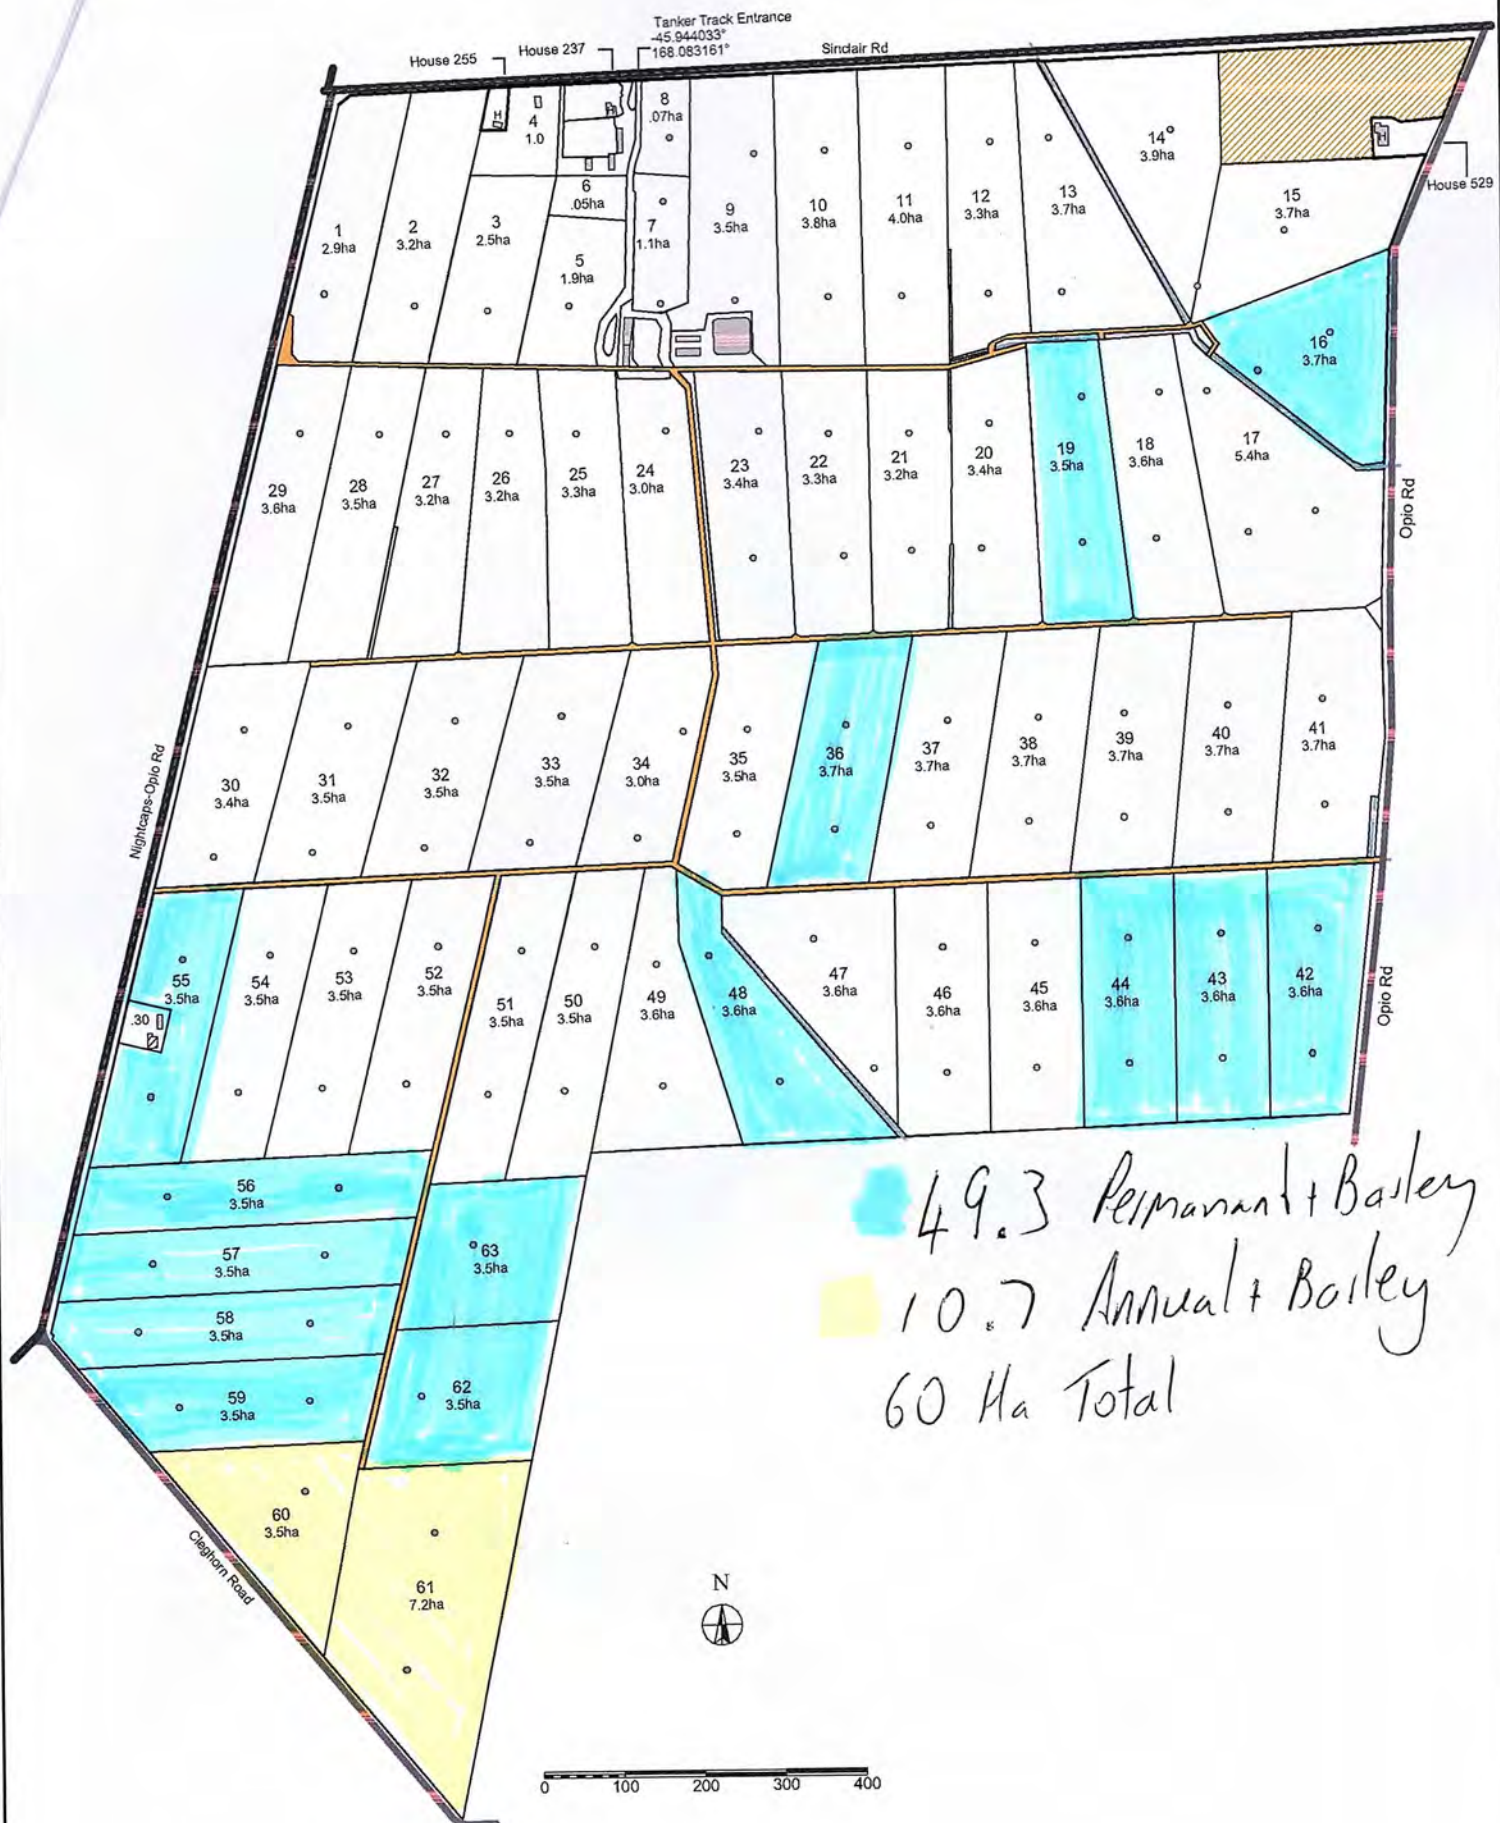 Tanker Track Entrance
-45.944033°
168.083161°
House 255
House 237
Sinclair Rd
H
H
4
1.0
8
.07ha
14
3.9ha
H
House 529
6
.05ha
1
2.9ha
2
3.2ha
3
2.5ha
5
1.9ha
7
1.1ha
9
3.5ha
10
3.8ha
11
4.0ha
12
3.3ha
13
3.7ha
15
3.7ha
16
3.7ha
29
3.6ha
28
3.5ha
27
3.2ha
26
3.2ha
25
3.3ha
24
3.0ha
23
3.4ha
22
3.3ha
21
3.2ha
20
3.4ha
19
3.5ha
18
3.6ha
17
5.4ha
Opio Rd
Nightcaps-Opio Rd
30
3.4ha
31
3.5ha
32
3.5ha
33
3.5ha
34
3.0ha
35
3.5ha
36
3.7ha
37
3.7ha
38
3.7ha
39
3.7ha
40
3.7ha
41
3.7ha
55
3.5ha
.30
54
3.5ha
53
3.5ha
52
3.5ha
51
3.5ha
50
3.5ha
49
3.6ha
48
3.6ha
47
3.6ha
46
3.6ha
45
3.6ha
44
3.6ha
43
3.6ha
42
3.6ha
Opio Rd
56
3.5ha
57
3.5ha
58
3.5ha
59
3.5ha
63
3.5ha
62
3.5ha
49.3 Permanant + Barley
10.7 Annual + Barley
60 Ha Total
60
3.5ha
61
7.2ha
Cleghorn Road
N
0 100 200 300 400